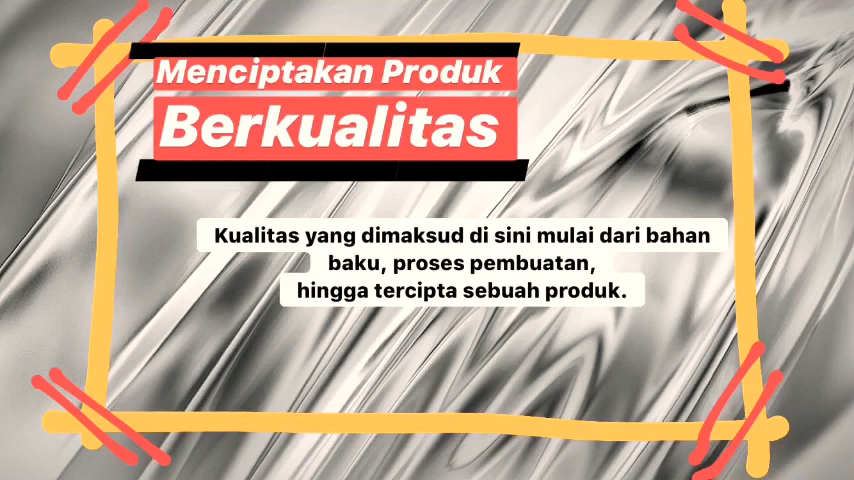 Menciptakan Produk
Berkualitas
Kualitas yang dimaksud di sini mulai dari bahan
baku, proses pembuatan,
hingga tercipta sebuah produk.